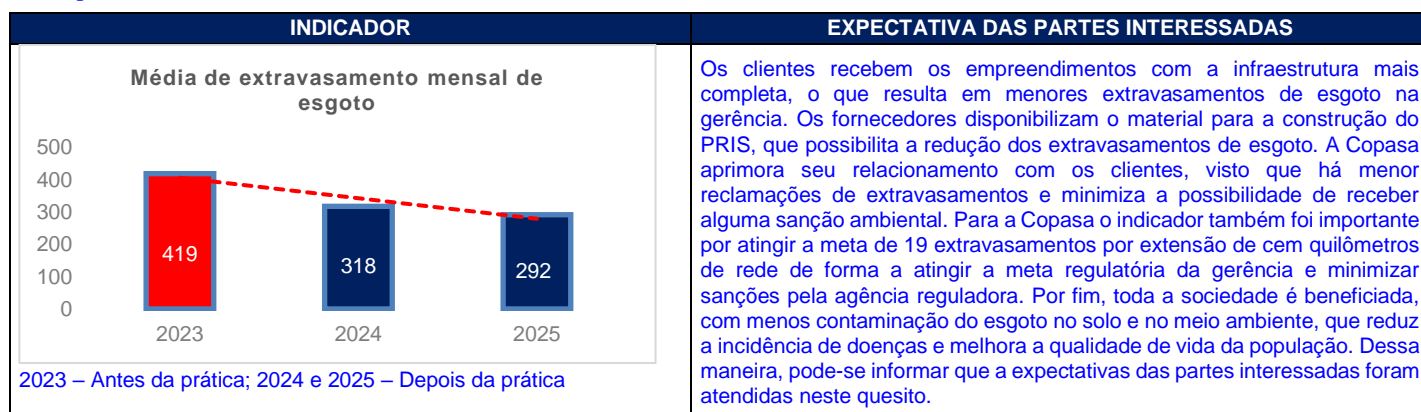 INDICADOR
Média de extravasamento mensal de
esgoto
500
400
300
200
100
0
419
318
292
2023
2024
2025
2023 – Antes da prática; 2024 e 2025 – Depois da prática
EXPECTATIVA DAS PARTES INTERESSADAS
Os clientes recebem os empreendimentos com a infraestrutura mais
completa, o que resulta em menores extravasamentos de esgoto na
gerência. Os fornecedores disponibilizam o material para a construção do
PRIS, que possibilita a redução dos extravasamentos de esgoto. A Copasa
aprimora seu relacionamento com os clientes, visto que há menor
reclamações de extravasamentos e minimiza a possibilidade de receber
alguma sanção ambiental. Para a Copasa o indicador também foi importante
por atingir a meta de 19 extravasamentos por extensão de cem quilômetros
de rede de forma a atingir a meta regulatória da gerência e minimizar
sanções pela agência reguladora. Por fim, toda a sociedade é beneficiada,
com menos contaminação do esgoto no solo e no meio ambiente, que reduz
a incidência de doenças e melhora a qualidade de vida da população. Dessa
maneira, pode-se informar que a expectativas das partes interessadas foram
atendidas neste quesito.